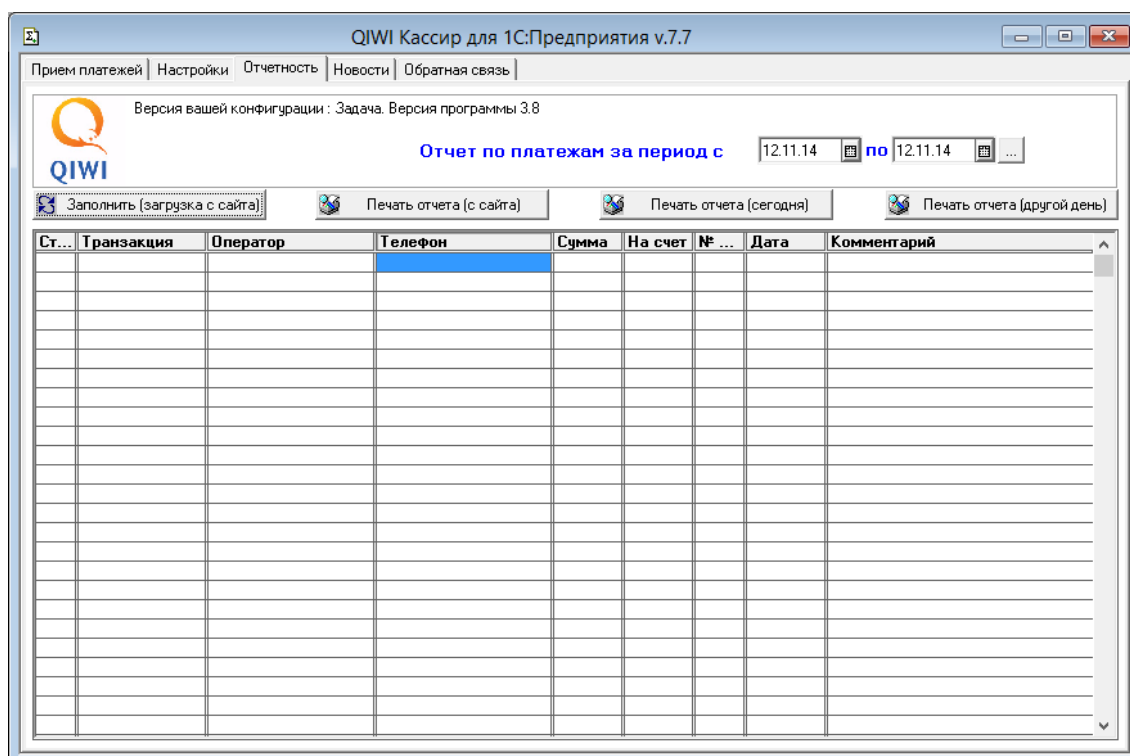 QIWI Кассир для 1С:Предприятия v.7.7
Прием платежей Настройки Отчетность Новости Обратная связь
Версия вашей конфигурации : Задача. Версия программы 3.8
Отчет по платежам за период с 12.11.14 по 12.11.14 ...
QIWI
Заполнить (загрузка с сайта) Печать отчета (с сайта) Печать отчета (сегодня) Печать отчета (другой день)
Ст... Транзакция Оператор Телефон Сумма На счет № ... Дата Комментарий